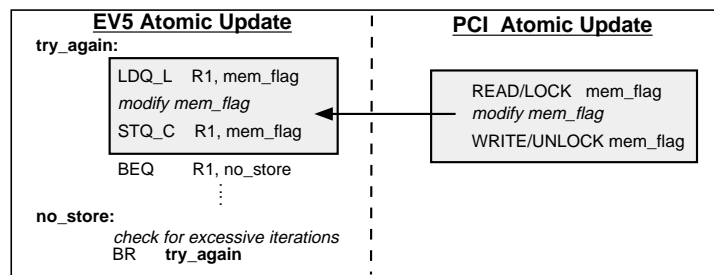 EV5 Atomic Update
try_again:
LDQ_L R1, mem_flag
modify mem_flag
STQ_C R1, mem_flag
BEQ R1, no_store
no_store:
check for excessive iterations
BR try_again
PCI Atomic Update
READ/LOCK mem_flag
modify mem_flag
WRITE/UNLOCK mem_flag